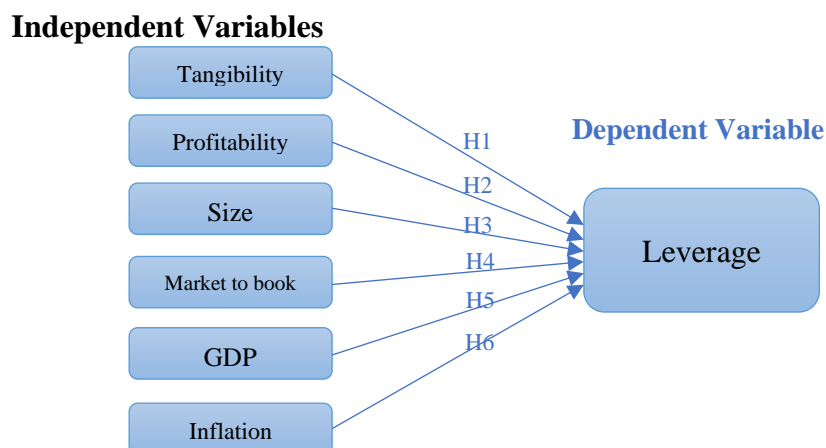 Independent Variables
Tangibility
Profitability
Size
Market to book
GDP
Inflation
H1
H2
H3
H4
H5
H6
Dependent Variable
Leverage